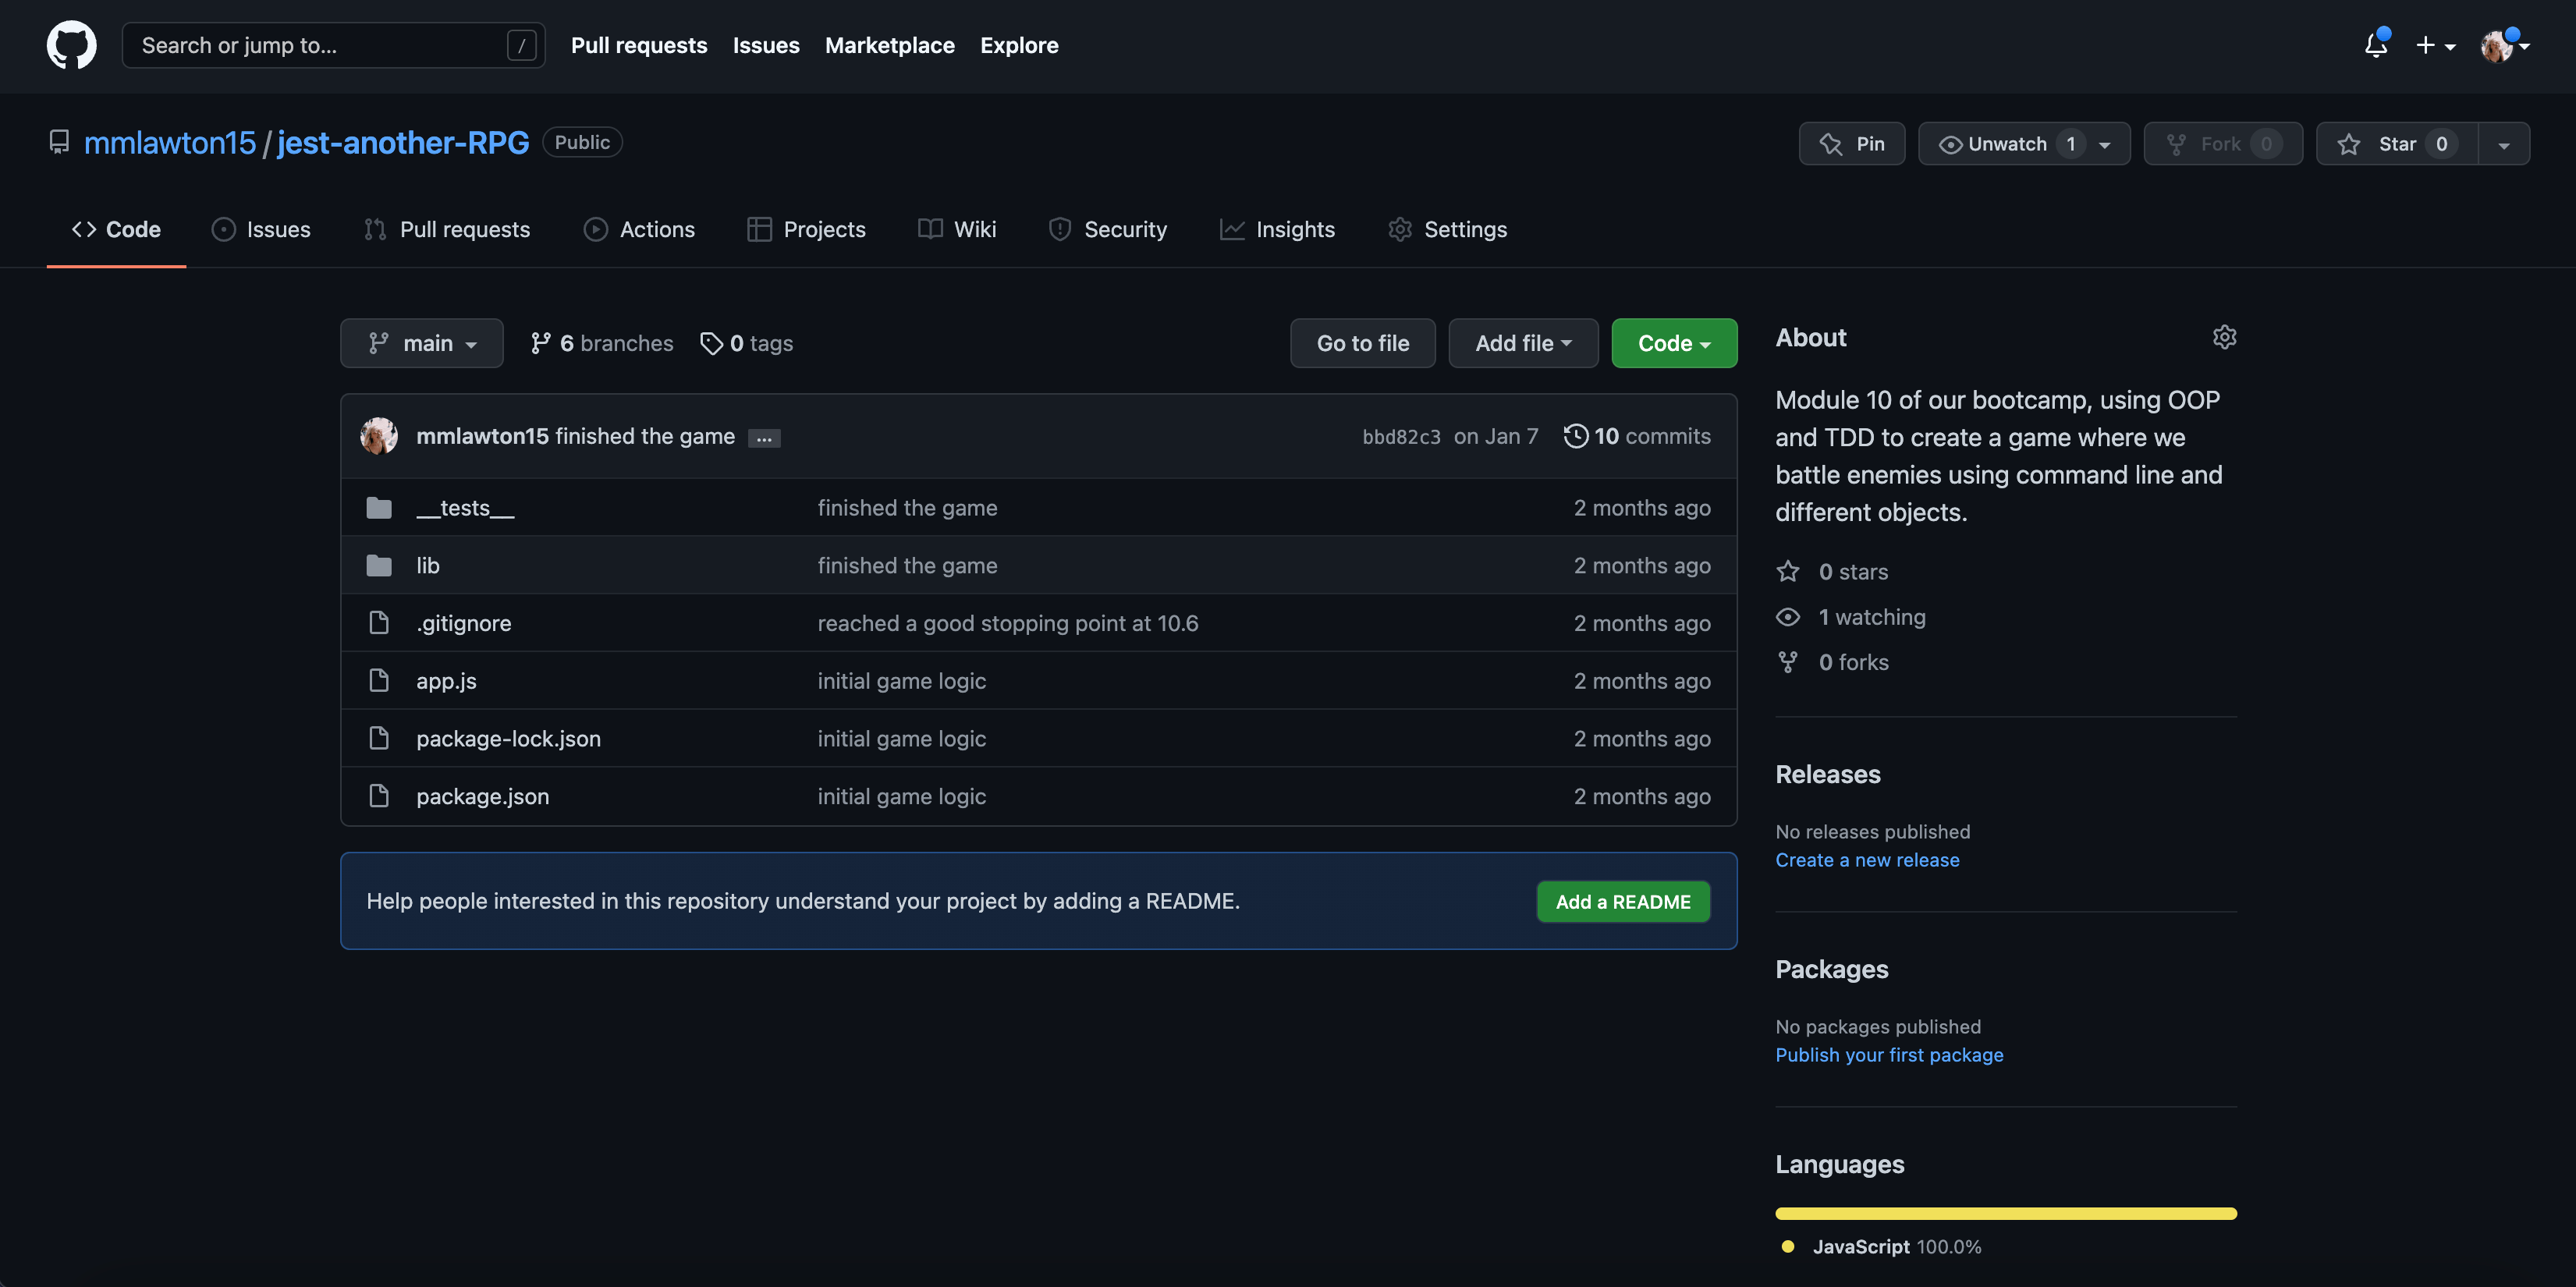 Search or jump to... / Pull requests Issues Marketplace Explore
mmlawton15 / jest-another-RPG Public Pin Unwatch 1 Fork 0 Star 0
Code Issues Pull requests Actions Projects Wiki Security Insights Settings
main 6 branches 0 tags Go to file Add file Code
mmlawton15 finished the game ... bbd82c3 on Jan 7 10 commits
__tests__ finished the game 2 months ago
lib finished the game 2 months ago
.gitignore reached a good stopping point at 10.6 2 months ago
app.js initial game logic 2 months ago
package-lock.json initial game logic 2 months ago
package.json initial game logic 2 months ago
Help people interested in this repository understand your project by adding a README. Add a README
About
Module 10 of our bootcamp, using OOP
and TDD to create a game where we
battle enemies using command line and
different objects.
0 stars
1 watching
0 forks
Releases
No releases published
Create a new release
Packages
No packages published
Publish your first package
Languages
JavaScript 100.0%